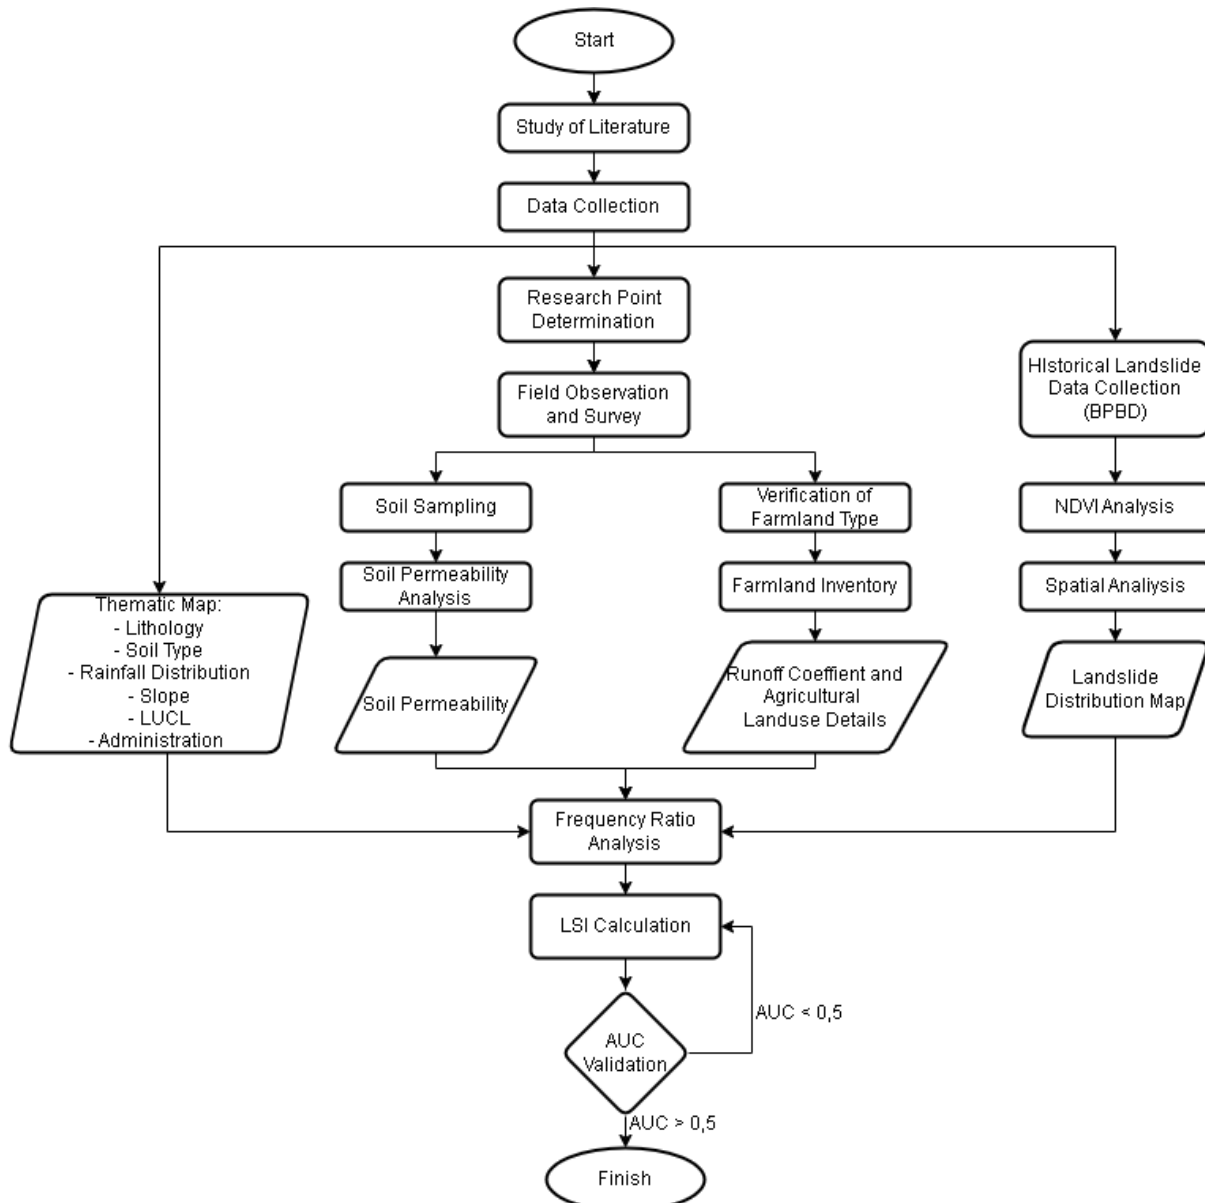 Start
Study of Literature
Data Collection
Research Point
Determination
Field Observation
and Survey
HIstorical Landslide
Data Collection
(BPBD)
Soil Sampling
Verification of
Farmland Type
NDVI Analysis
Soil Permeability
Analysis
Farmland Inventory
Spatial Analiysis
Thematic Map:
- Lithology
- Soil Type
- Rainfall Distribution
- Slope
- LUCL
- Administration
Soil Permeability
Runoff Coeffient and
Agricultural
Landuse Details
Landslide
Distribution Map
Frequency Ratio
Analysis
LSI Calculation
AUC < 0,5
AUC
Validation
AUC > 0,5
Finish